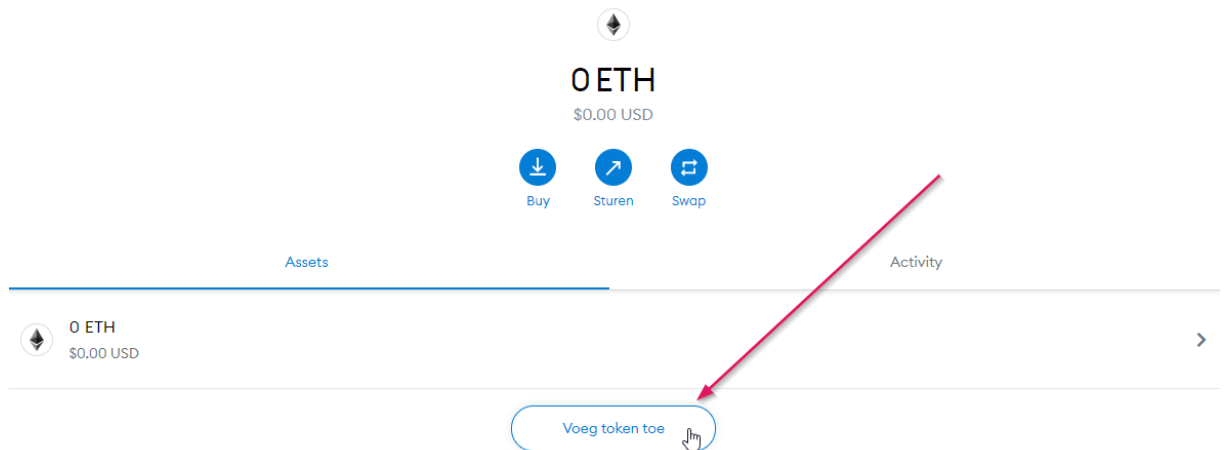 0 ETH
$0.00 USD
Buy Sturen Swap
Assets Activity
0 ETH
$0.00 USD
Voeg token toe